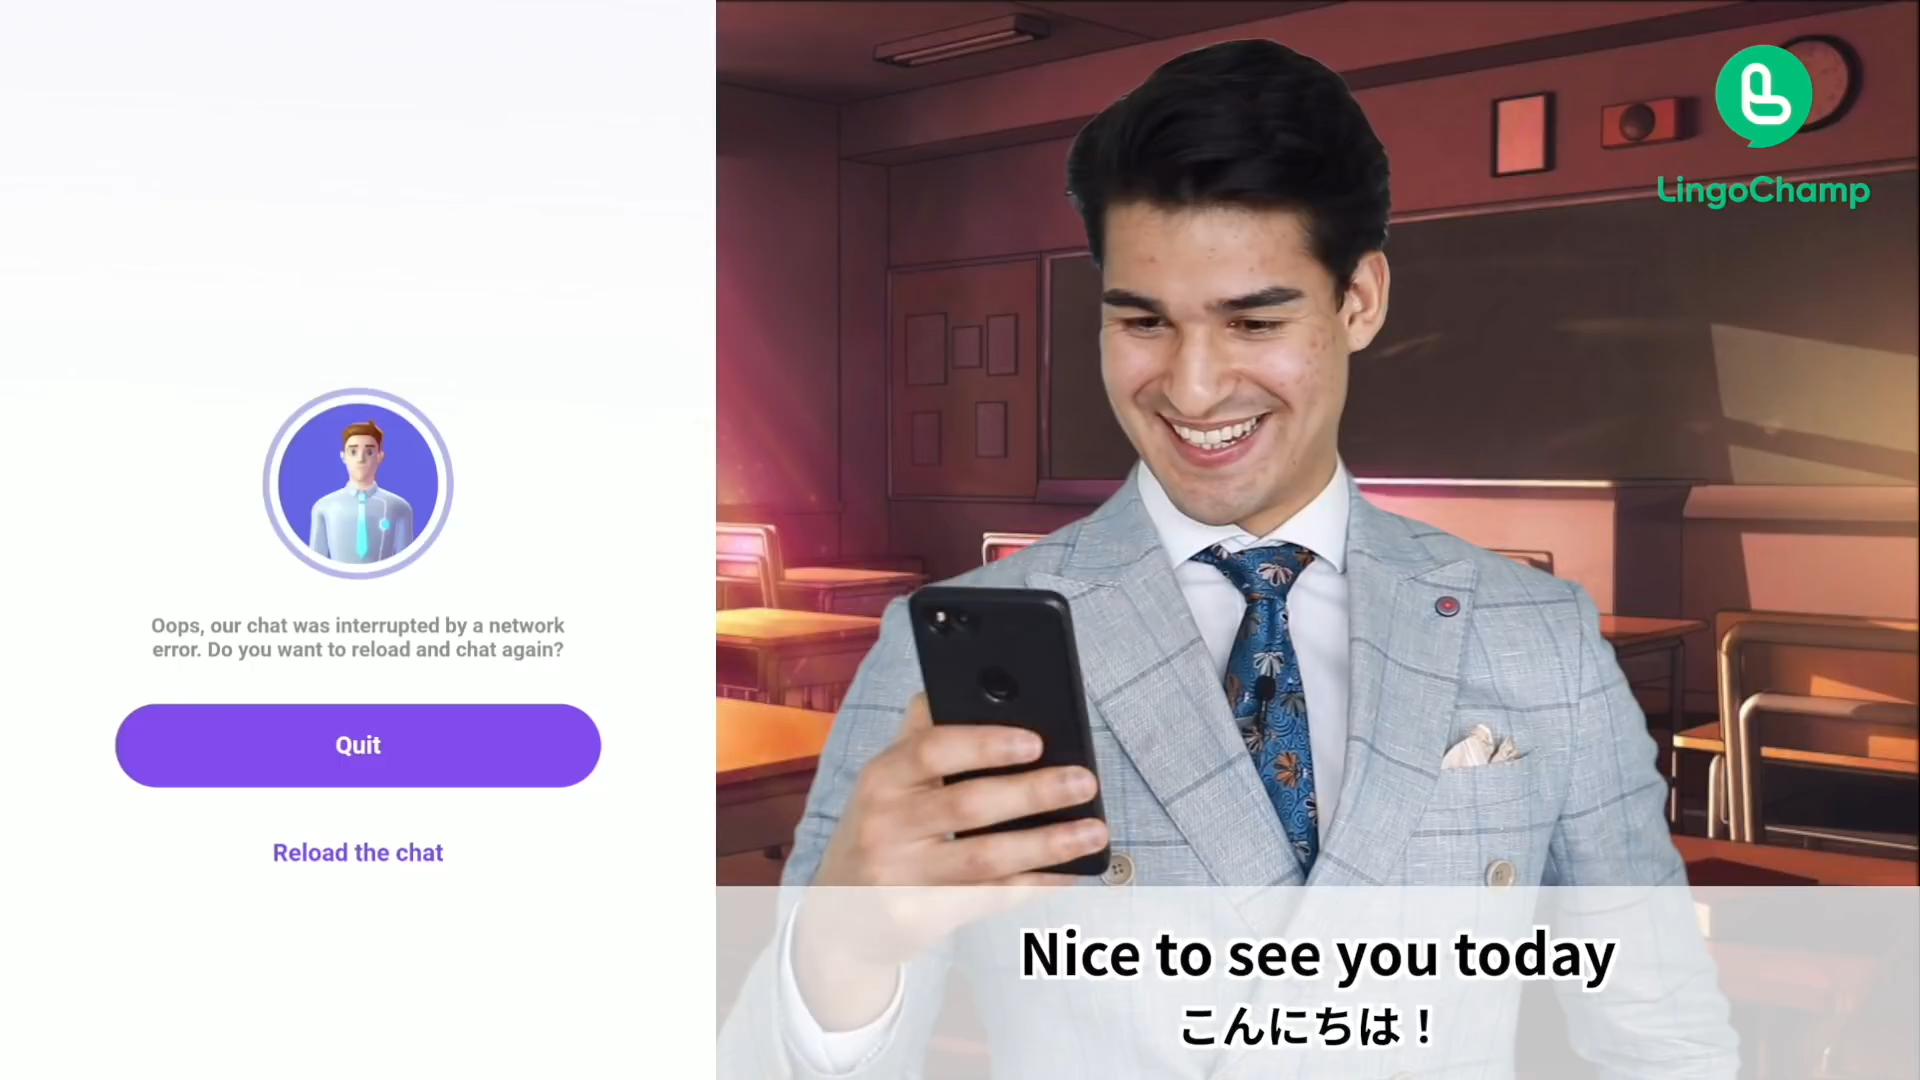 Oops, our chat was interrupted by a network
error. Do you want to reload and chat again?
Quit
Reload the chat
LingoChamp
Nice to see you today
こんにちは！